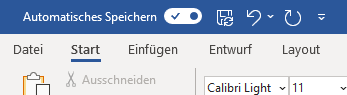 Automatisches Speichern
Datei Start Einfügen Entwurf Layout
Ausschneiden Calibri Light 11